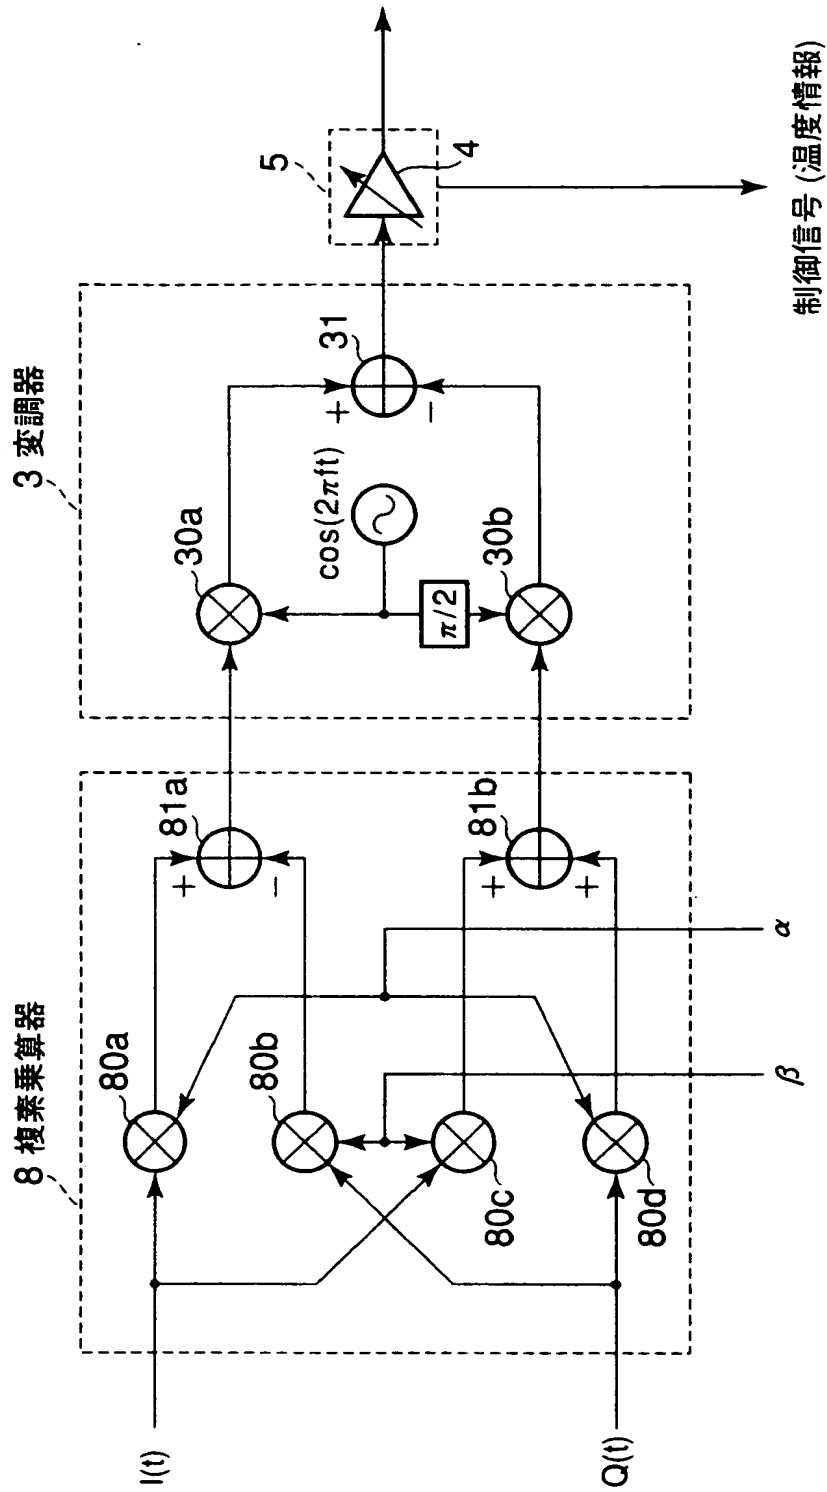 8 複素乗算器
3 変調器
80a
81a
30a
5
4
I(t)
80b
+
−
cos(2πft)
31
+
−
β
α
π/2
80c
81b
30b
+
+
Q(t)
80d
制御信号 (温度情報)